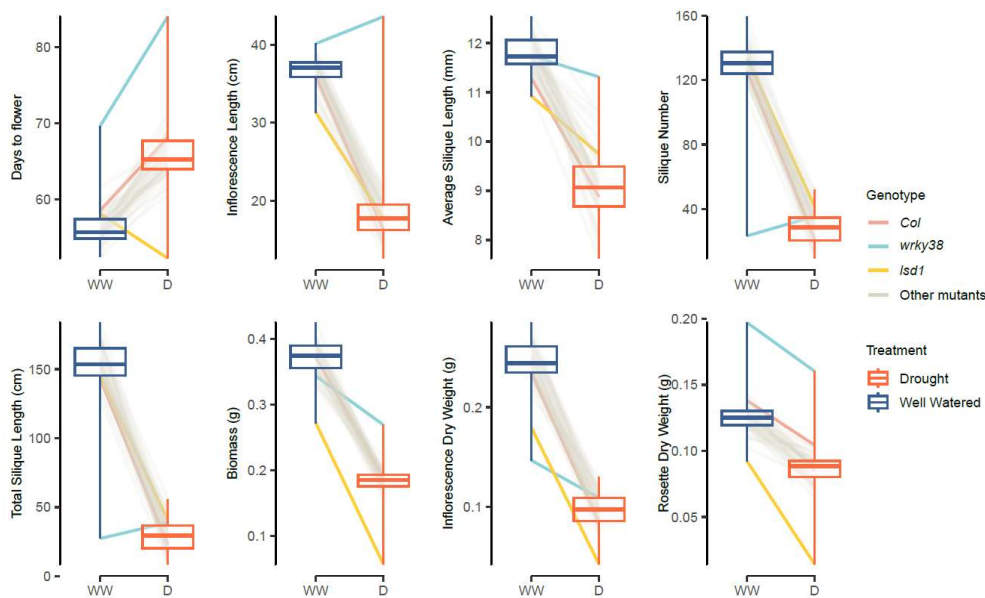 Days to flower
80
70
60
WW
D
Inflorescence Length (cm)
40
30
20
WW
D
Average Silique Length (mm)
12
11
10
9
8
WW
D
Silique Number
160
130
100
70
40
WW
D
Genotype
Col
wrky38
lsd1
Other mutants
Treatment
Drought
Well Watered
Total Silique Length (cm)
150
100
50
0
WW
D
Biomass (g)
0.4
0.3
0.2
0.1
WW
D
Inflorescence Dry Weight (g)
0.2
0.1
WW
D
Rosette Dry Weight (g)
0.20
0.15
0.10
0.05
WW
D